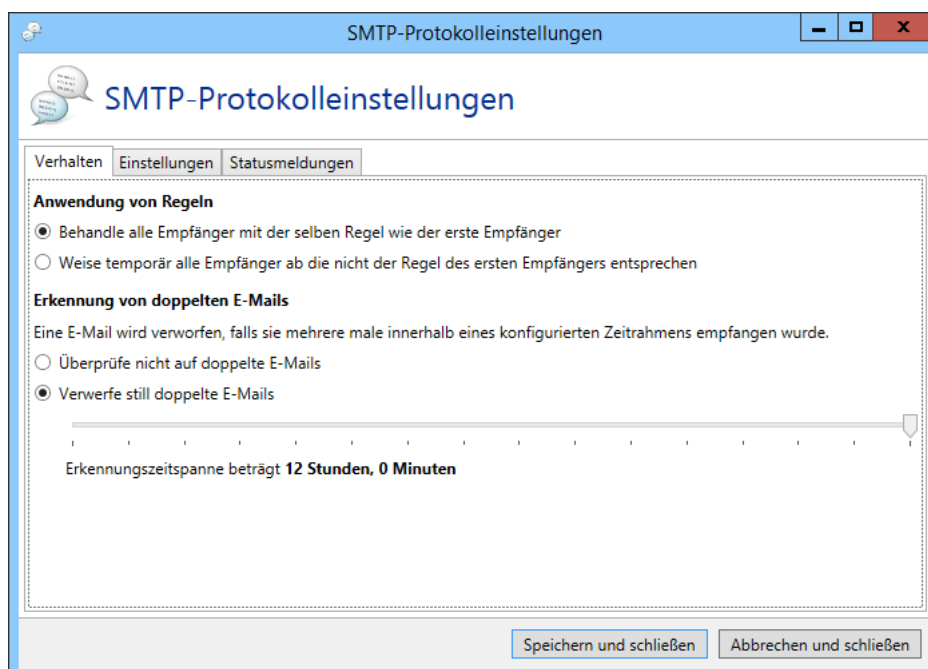 SMTP-Protokolleinstellungen
SMTP-Protokolleinstellungen
Verhalten Einstellungen Statusmeldungen
Anwendung von Regeln
Behandle alle Empfänger mit der selben Regel wie der erste Empfänger
Weise temporär alle Empfänger ab die nicht der Regel des ersten Empfängers entsprechen
Erkennung von doppelten E-Mails
Eine E-Mail wird verworfen, falls sie mehrere male innerhalb eines konfigurierten Zeitrahmens empfangen wurde.
Überprüfe nicht auf doppelte E-Mails
Verwerfe still doppelte E-Mails
Erkennungszeitspanne beträgt 12 Stunden, 0 Minuten
Speichern und schließen Abbrechen und schließen